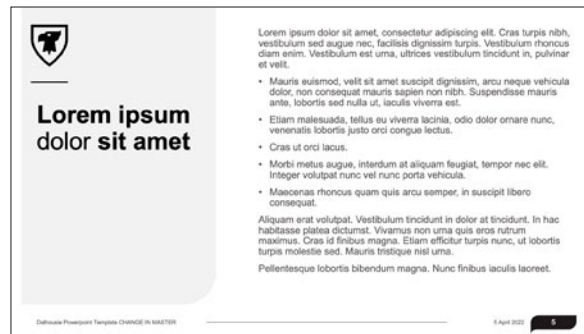 Lorem ipsum
dolor sit amet
Lorem ipsum dolor sit amet, consectetur adipiscing elit. Cras turpis nibh,
vestibulum sed augue nec, facilisis dignissim turpis. Vestibulum rhoncus
diam enim. Vestibulum est urna, ultrices vestibulum tincidunt in, pulvinar
et velit.
• Mauris euismod, velit sit amet suscipit dignissim, arcu neque vehicula
dolor, non consequat mauris sapien non nibh. Suspendisse mauris
ante, lobortis sed nulla ut, iaculis viverra est.
• Etiam malesuada, tellus eu viverra lacinia, odio dolor ornare nunc,
venenatis lobortis justo orci congue lectus.
• Cras ut orci lacus.
• Morbi metus augue, interdum at aliquam feugiat, tempor nec elit.
Integer volutpat nunc vel nunc porta vehicula.
• Maecenas rhoncus quam quis arcu semper, in suscipit libero
consequat.
Aliquam erat volutpat. Vestibulum tincidunt in dolor at tincidunt. In hac
habitasse platea dictumst. Vivamus non urna quis eros rutrum
maximus. Cras id finibus magna. Etiam efficitur turpis nunc, ut lobortis
turpis molestie sed. Mauris tristique nisl urna.
Pellentesque lobortis bibendum magna. Nunc finibus iaculis laoreet.
Dalhousie Powerpoint Template CHANGE IN MASTER
5 April 2022
5